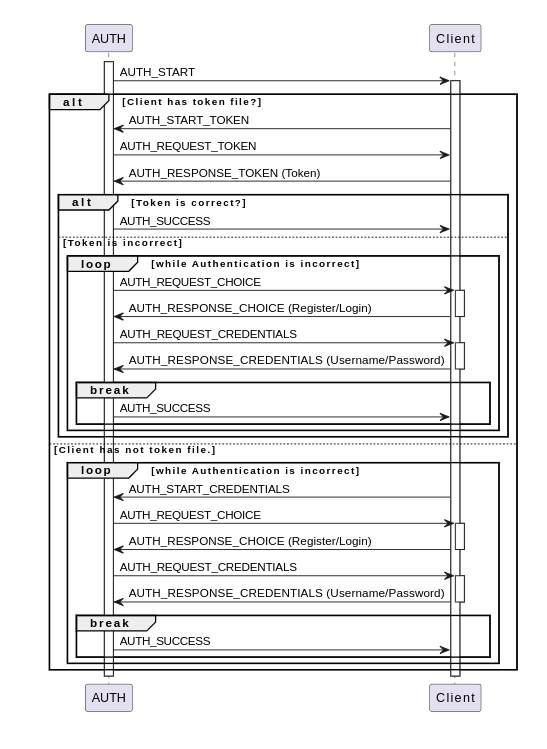 AUTH Client
AUTH_START
alt [Client has token file?]
AUTH_START_TOKEN
AUTH_REQUEST_TOKEN
AUTH_RESPONSE_TOKEN (Token)
alt [Token is correct?]
AUTH_SUCCESS
[Token is incorrect]
loop [while Authentication is incorrect]
AUTH_REQUEST_CHOICE
AUTH_RESPONSE_CHOICE (Register/Login)
AUTH_REQUEST_CREDENTIALS
AUTH_RESPONSE_CREDENTIALS (Username/Password)
break
AUTH_SUCCESS
[Client has not token file.]
loop [while Authentication is incorrect]
AUTH_START_CREDENTIALS
AUTH_REQUEST_CHOICE
AUTH_RESPONSE_CHOICE (Register/Login)
AUTH_REQUEST_CREDENTIALS
AUTH_RESPONSE_CREDENTIALS (Username/Password)
break
AUTH_SUCCESS
AUTH Client